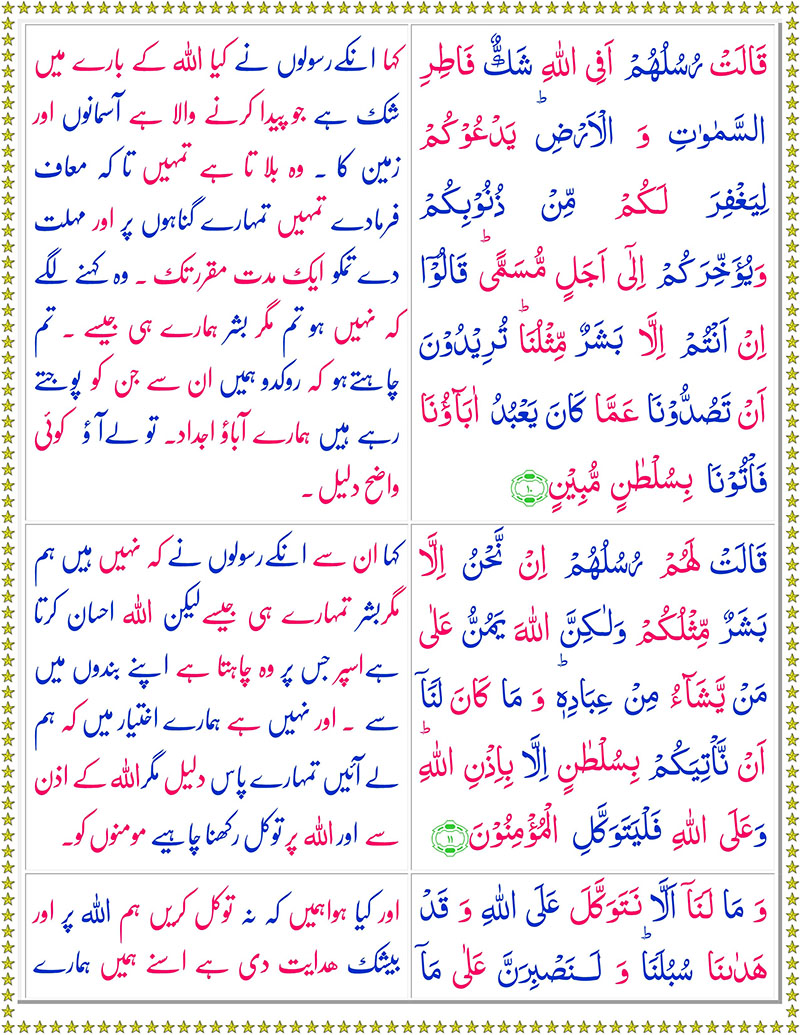 قَالَتْ رُسُلُهُمْ اَفِی اللّٰهِ شَكٌّ فَاطِرِ
السَّمٰوٰتِ وَ الْاَرْضِ ؕ یَدْعُوْكُمْ
لِیَغْفِرَ لَكُمْ مِّنْ ذُنُوْبِكُمْ
وَیُؤَخِّرَكُمْ اِلٰۤی اَجَلٍ مُّسَمًّی ؕ قَالُوْۤا
اِنْ اَنْتُمْ اِلَّا بَشَرٌ مِّثْلُنَا ؕ تُرِیْدُوْنَ
اَنْ تَصُدُّوْنَا عَمَّا كَانَ یَعْبُدُ اٰبَآؤُنَا
فَاْتُوْنَا بِسُلْطٰنٍ مُّبِیْنٍ ۱۰
کہا انکے رسولوں نے کیا اللہ کے بارے میں
شک ہے جو پیدا کرنے والا ہے آسمانوں اور
زمین کا ۔ وہ بلا تا ہے تمہیں تا کہ معاف
فرمادے تمہیں تمہارے گناہوں پر اور مہلت
دے تمکو ایک مدت مقرر تک ۔ وہ کہنے لگے
کہ نہیں ہو تم مگر بشر ہمارے ہی جیسے ۔ تم
چاہتے ہو کہ روکدو ہمیں ان سے جن کو پوجتے
رہے ہیں ہمارے آباؤ اجداد۔ تو لے آ ؤ کوئی
واضح دلیل ۔
قَالَتْ لَهُمْ رُسُلُهُمْ اِنْ نَّحْنُ اِلَّا
بَشَرٌ مِّثْلُكُمْ وَلٰكِنَّ اللّٰهَ یَمُنُّ عَلٰی
مَنْ یَّشَآءُ مِنْ عِبَادِهٖ ؕ وَ مَا كَانَ لَنَاۤ
اَنْ نَّاْتِیَكُمْ بِسُلْطٰنٍ اِلَّا بِاِذْنِ اللّٰهِ ؕ
وَعَلَی اللّٰهِ فَلْیَتَوَكَّلِ الْمُؤْمِنُوْنَ ۱۱
کہا ان سے انکے رسولوں نے کہ نہیں ہیں ہم
مگر بشر تمہارے ہی جیسے لیکن اللہ احسان کرتا
ہے اسپر جس پر وہ چاہتا ہے اپنے بندوں میں
سے ۔ اور نہیں ہے ہمارے اختیار میں کہ ہم
لے آئیں تمہارے پاس دلیل مگر اللہ کے اذن
سے اور اللہ پر توکل رکھنا چاہیے مومنوں کو۔
وَ مَا لَنَاۤ اَلَّا نَتَوَكَّلَ عَلَی اللّٰهِ وَ قَدْ
هَدٰىنَا سُبُلَنَا ؕ وَ لَنَصْبِرَنَّ عَلٰی مَاۤ
اور کیا ہوا ہمیں کہ نہ توکل کریں ہم اللہ پر اور
بیشک ھدایت دی ہے اسنے ہمیں ہمارے